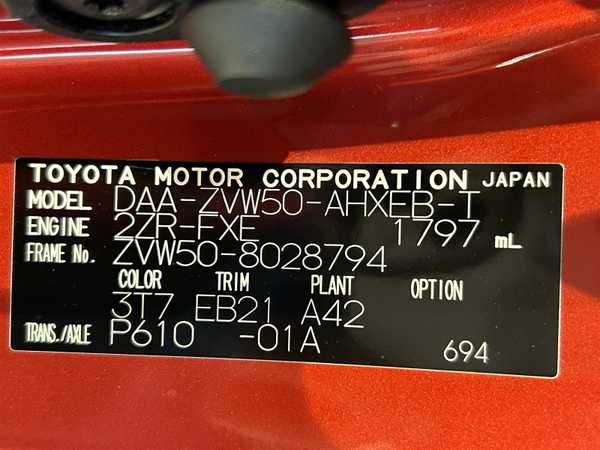 TOYOTA MOTOR CORPORATION JAPAN
MODEL DAA-ZVW50-AHXEB-T
ENGINE 2ZR-FXE 1797 mL
FRAME No. ZVW50-8028794
COLOR TRIM PLANT OPTION
3T7 EB21 A42
TRANS./AXLE P610 -01A
694